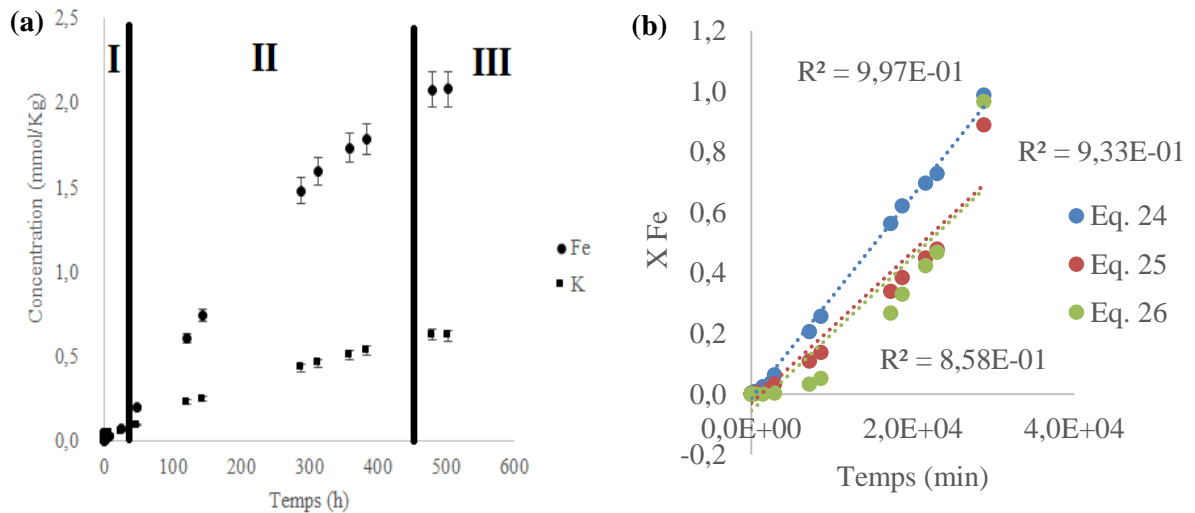 (a)
2,5
2,0
1,5
1,0
0,5
0,0
Concentration (mmol/Kg)
I
II
III
0
100
200
300
400
500
600
Temps (h)
Fe
K
(b)
1,2
1,0
0,8
0,6
0,4
0,2
0,0
-0,2
X Fe
R² = 9,97E-01
R² = 9,33E-01
R² = 8,58E-01
Eq. 24
Eq. 25
Eq. 26
0,0E+00
2,0E+04
4,0E+04
Temps (min)